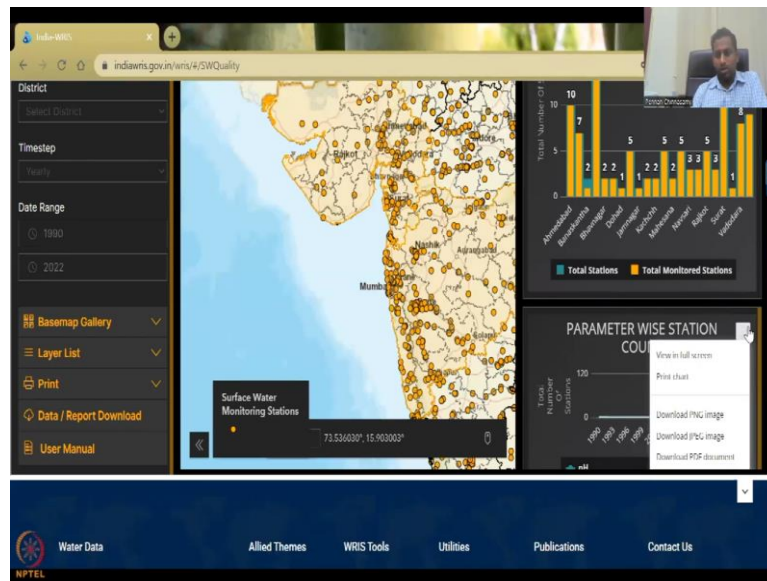 India-WRIS
indiawris.gov.in/wris/#/SWQuality
District
Select District
Timestep
Yearly
Date Range
1990
2022
Basemap Gallery
Layer List
Print
Data / Report Download
User Manual
Rajkot
Nashik
Mumba
Surface Water
Monitoring Stations
73.536030°, 15.903003°
Total Number Of S
10
5
0
10
7
2
2
2
1
5
1
2
2
5
2
5
3
3
5
3
1
8
Ahmedabad
Banaskantha
Bhavnagar
Dohad
Jamnagar
Kachchh
Mahesana
Navsari
Rajkot
Surat
Vadodara
Total Stations
Total Monitored Stations
PARAMETER WISE STATION
COU
Total
Number
Of
Stations
120
0
1990
1993
1996
pH
View in full screen
Print chart
Download PNG image
Download JPEG image
Download PDF document
Water Data
Allied Themes
WRIS Tools
Utilities
Publications
Contact Us
NPTEL